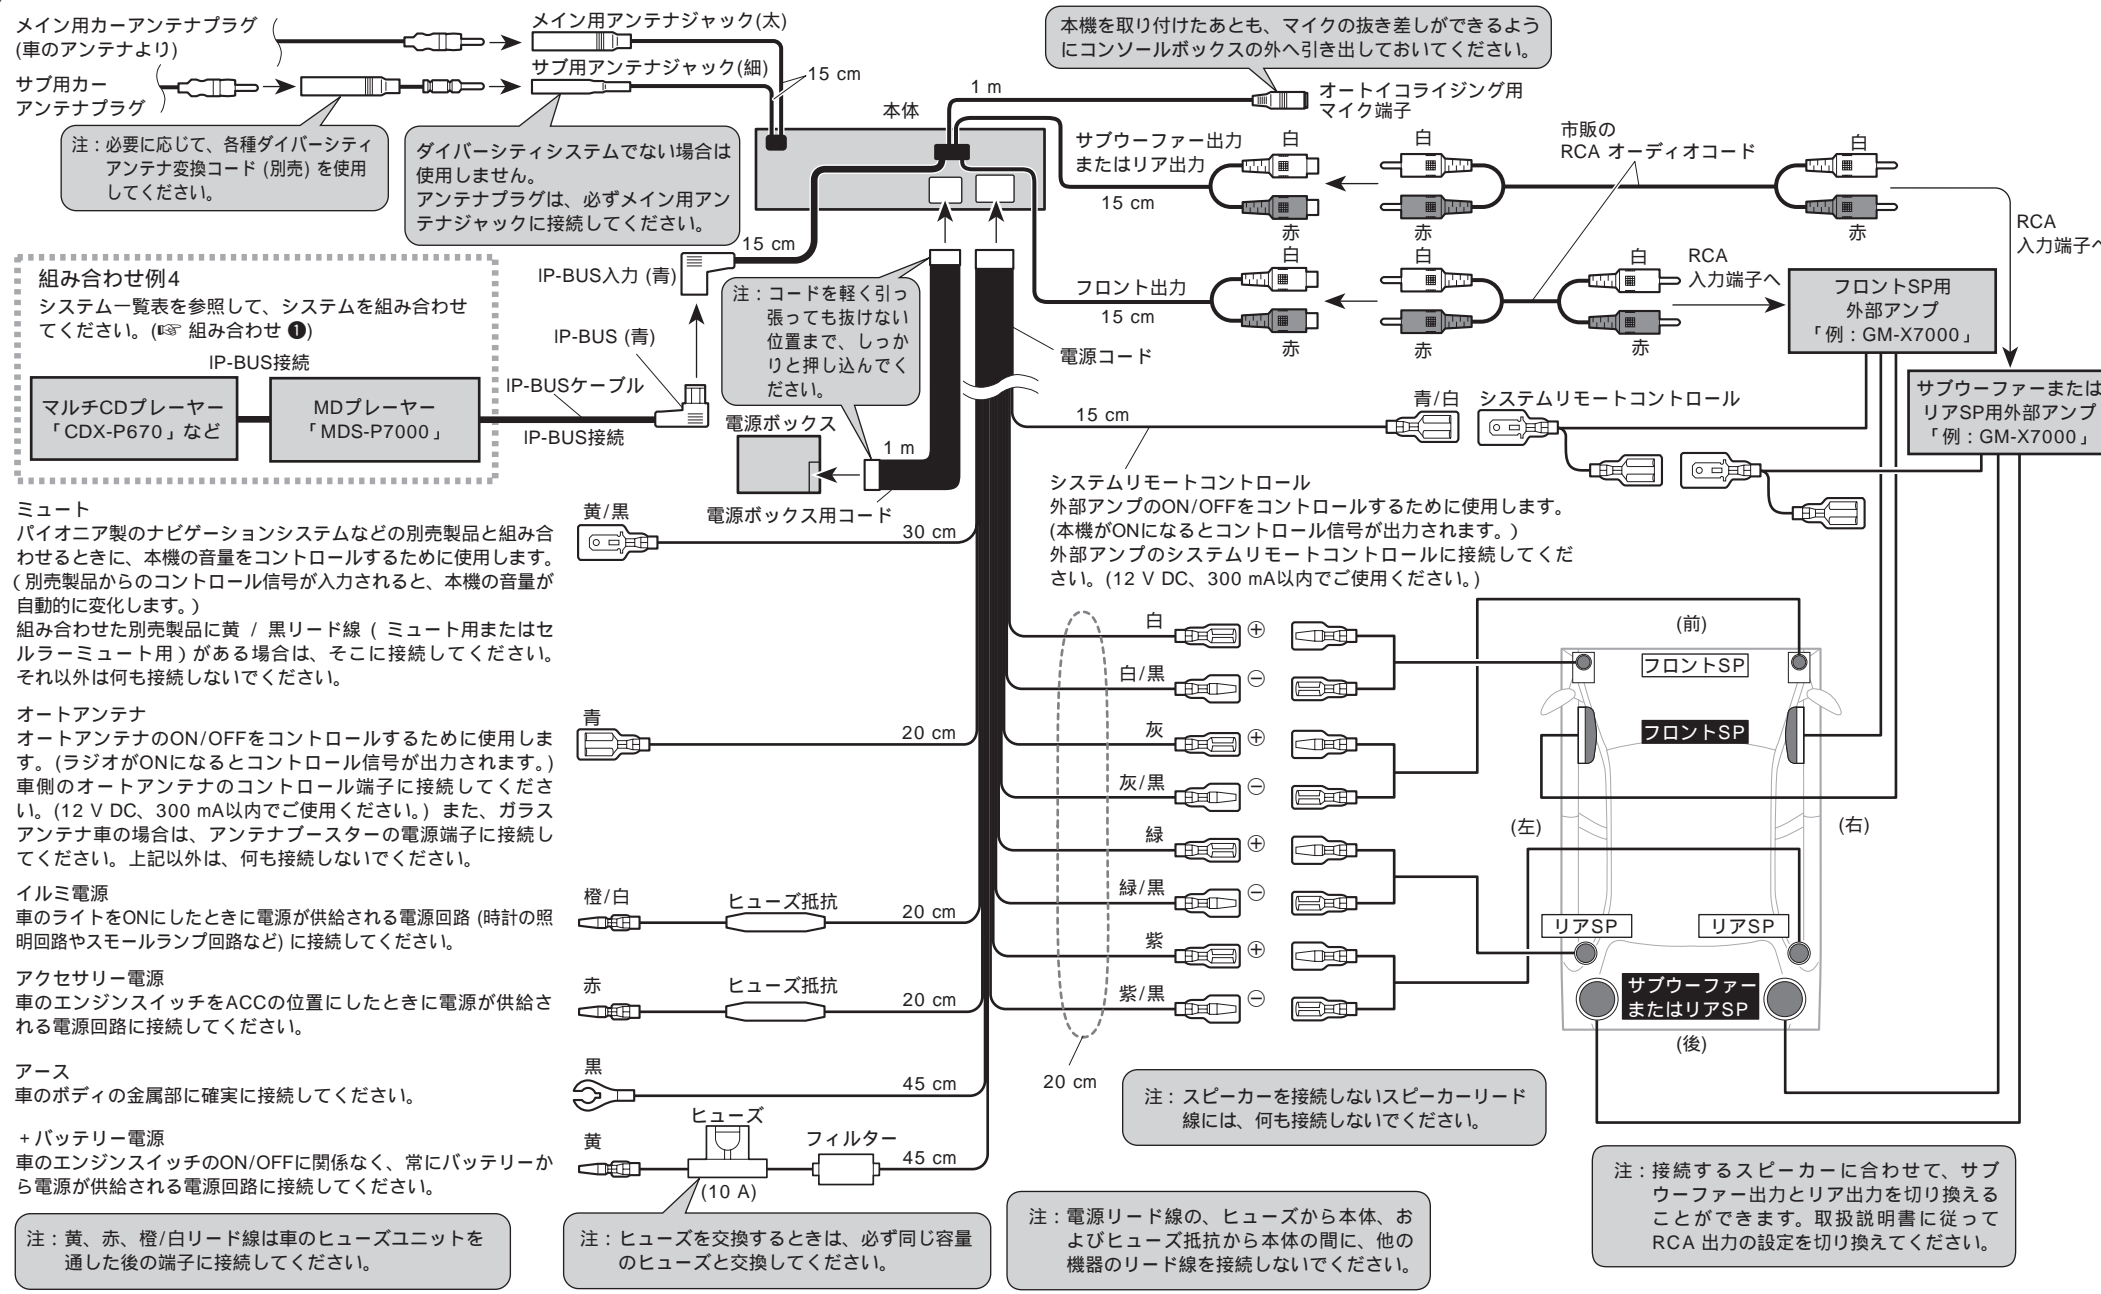 メイン用カーアンテナプラグ
(車のアンテナより)
メイン用アンテナジャック(太)
サブ用カー
アンテナプラグ
サブ用アンテナジャック(細)
15 cm
注：必要に応じて、各種ダイバーシティ
アンテナ変換コード (別売) を使用
してください。
ダイバーシティシステムでない場合は
使用しません。
アンテナプラグは、必ずメイン用アン
テナジャックに接続してください。
本体
1 m
本機を取り付けたあとも、マイクの抜き差しができるよう
にコンソールボックスの外へ引き出しておいてください。
オートイコライジング用
マイク端子
サブウーファー出力
またはリア出力
15 cm
白
赤
白
赤
市販の
RCA オーディオコード
白
赤
RCA
入力端子へ
フロント出力
15 cm
白
赤
白
赤
白
赤
RCA
入力端子へ
フロントSP用
外部アンプ
「例：GM-X7000」
サブウーファーまたは
リアSP用外部アンプ
「例：GM-X7000」
組み合わせ例4
システム一覧表を参照して、システムを組み合わせ
てください。(☞ 組み合わせ ❶)
IP-BUS接続
マルチCDプレーヤー
「CDX-P670」など
MDプレーヤー
「MDS-P7000」
IP-BUS入力 (青)
15 cm
IP-BUS (青)
IP-BUSケーブル
IP-BUS接続
注：コードを軽く引っ
張っても抜けない
位置まで、しっか
りと押し込んでく
ださい。
電源ボックス
1 m
電源ボックス用コード
電源コード
15 cm
青/白
システムリモートコントロール
システムリモートコントロール
外部アンプのON/OFFをコントロールするために使用します。
(本機がONになるとコントロール信号が出力されます。)
外部アンプのシステムリモートコントロールに接続してくだ
さい。(12 V DC、300 mA以内でご使用ください。)
ミュート
パイオニア製のナビゲーションシステムなどの別売製品と組み合
わせるときに、本機の音量をコントロールするために使用します。
(別売製品からのコントロール信号が入力されると、本機の音量が
自動的に変化します。)
組み合わせた別売製品に黄 / 黒リード線 (ミュート用またはセ
ルラーミュート用) がある場合は、そこに接続してください。
それ以外は何も接続しないでください。
黄/黒
30 cm
オートアンテナ
オートアンテナのON/OFFをコントロールするために使用しま
す。(ラジオがONになるとコントロール信号が出力されます。)
車側のオートアンテナのコントロール端子に接続してくださ
い。(12 V DC、300 mA以内でご使用ください。) また、ガラス
アンテナ車の場合は、アンテナブースターの電源端子に接続し
てください。上記以外は、何も接続しないでください。
青
20 cm
イルミ電源
車のライトをONにしたときに電源が供給される電源回路 (時計の照
明回路やスモールランプ回路など) に接続してください。
橙/白
ヒューズ抵抗
20 cm
アクセサリー電源
車のエンジンスイッチをACCの位置にしたときに電源が供給さ
れる電源回路に接続してください。
赤
ヒューズ抵抗
20 cm
アース
車のボディの金属部に確実に接続してください。
黒
45 cm
+バッテリー電源
車のエンジンスイッチのON/OFFに関係なく、常にバッテリーか
ら電源が供給される電源回路に接続してください。
黄
ヒューズ
(10 A)
フィルター
45 cm
白
⊕
白/黒
⊖
灰
⊕
灰/黒
⊖
緑
⊕
緑/黒
⊖
紫
⊕
紫/黒
⊖
20 cm
(前)
フロントSP
フロントSP
(左)
(右)
リアSP
リアSP
サブウーファー
またはリアSP
(後)
注：スピーカーを接続しないスピーカーリード
線には、何も接続しないでください。
注：黄、赤、橙/白リード線は車のヒューズユニットを
通した後の端子に接続してください。
注：ヒューズを交換するときは、必ず同じ容量
のヒューズと交換してください。
注：電源リード線の、ヒューズから本体、お
よびヒューズ抵抗から本体の間に、他の
機器のリード線を接続しないでください。
注：接続するスピーカーに合わせて、サブ
ウーファー出力とリア出力を切り換える
ことができます。取扱説明書に従って
RCA 出力の設定を切り換えてください。